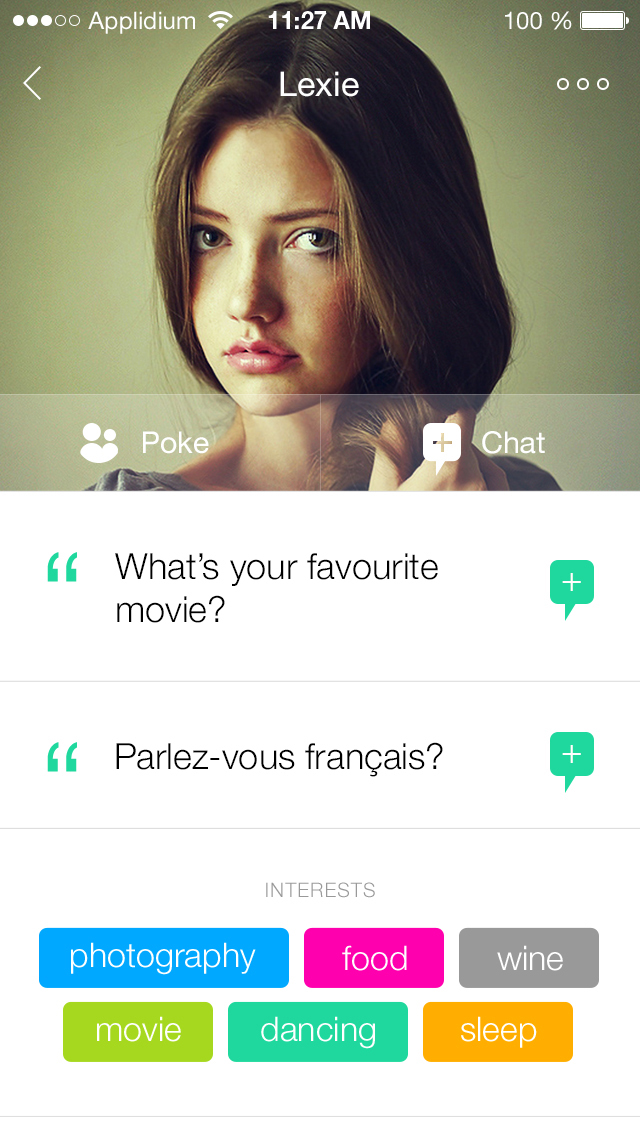 Applidium 11:27 AM 100 %
Lexie
Poke Chat
“ What’s your favourite
movie?
“ Parlez-vous français?
INTERESTS
photography food wine
movie dancing sleep